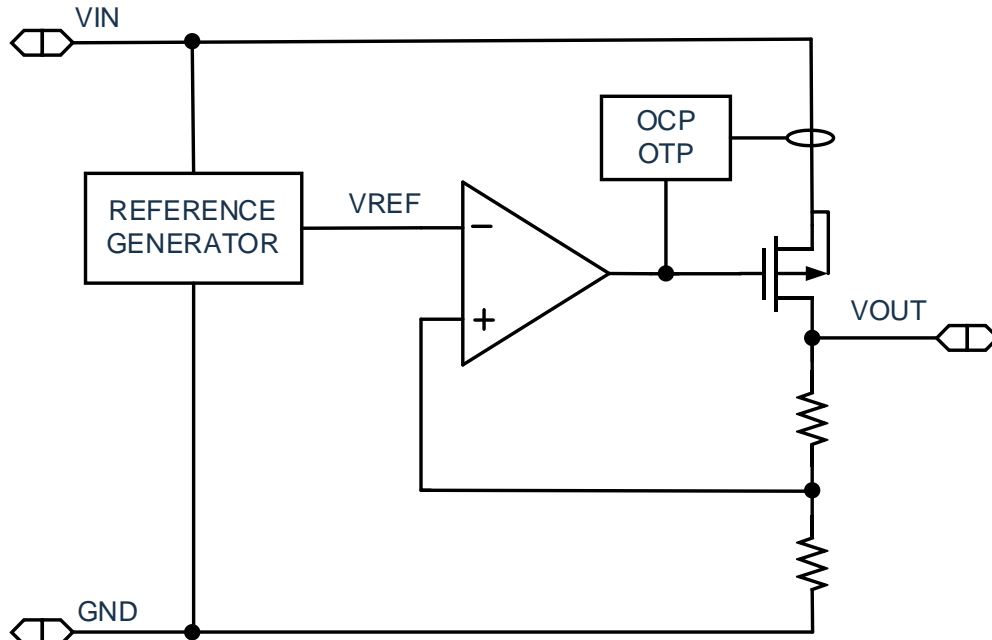 VIN
OCP
OTP
REFERENCE
GENERATOR
VREF
−
+
VOUT
GND